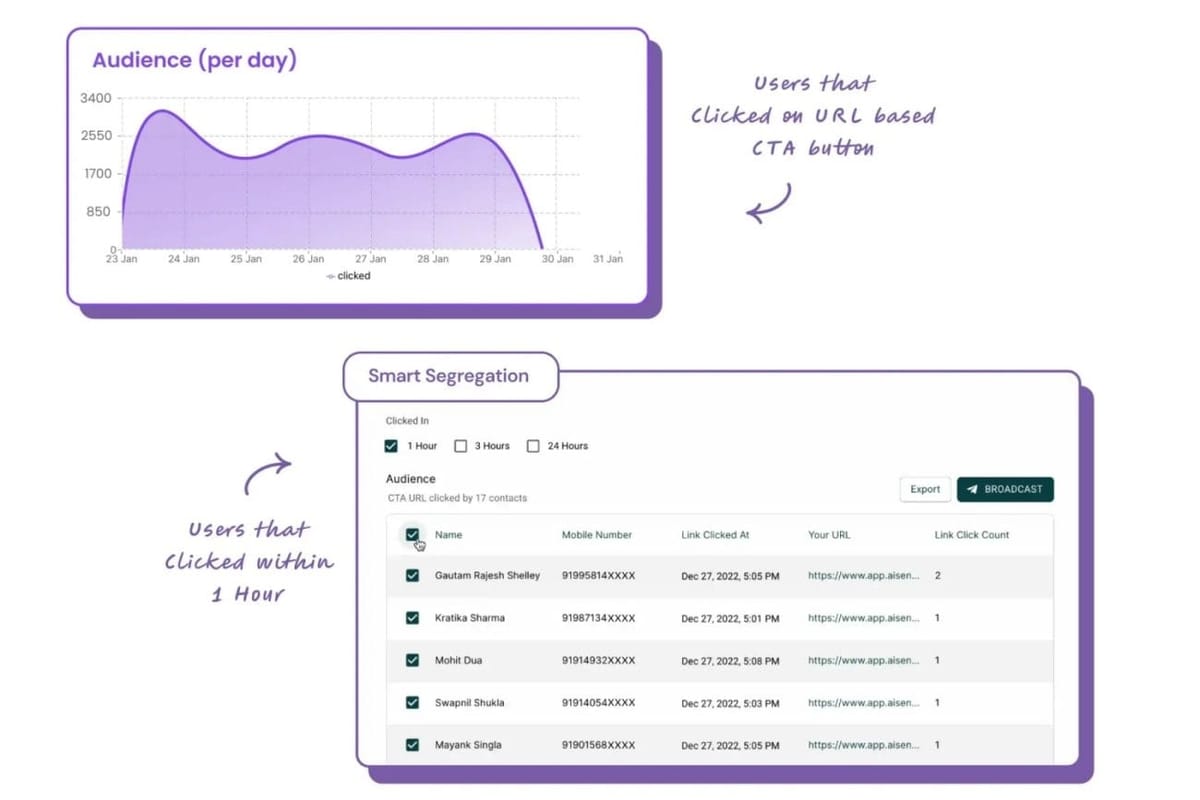 Audience (per day)
3400
2550
1700
850
0
23 Jan 24 Jan 25 Jan 26 Jan 27 Jan 28 Jan 29 Jan 30 Jan 31 Jan
clicked
Users that
Clicked on URL based
CTA button
Smart Segregation
Clicked In
1 Hour 3 Hours 24 Hours
Audience
CTA URL clicked by 17 contacts
Export BROADCAST
Name Mobile Number Link Clicked At Your URL Link Click Count
Gautam Rajesh Shelley 91995814XXXX Dec 27, 2022, 5:05 PM https://www.app.aisen... 2
Kratika Sharma 91987134XXXX Dec 27, 2022, 5:01 PM https://www.app.aisen... 1
Mohit Dua 91914932XXXX Dec 27, 2022, 5:08 PM https://www.app.aisen... 1
Swapnil Shukla 91914054XXXX Dec 27, 2022, 5:03 PM https://www.app.aisen... 1
Mayank Singla 91901568XXXX Dec 27, 2022, 5:05 PM https://www.app.aisen... 1
Users that
Clicked within
1 Hour